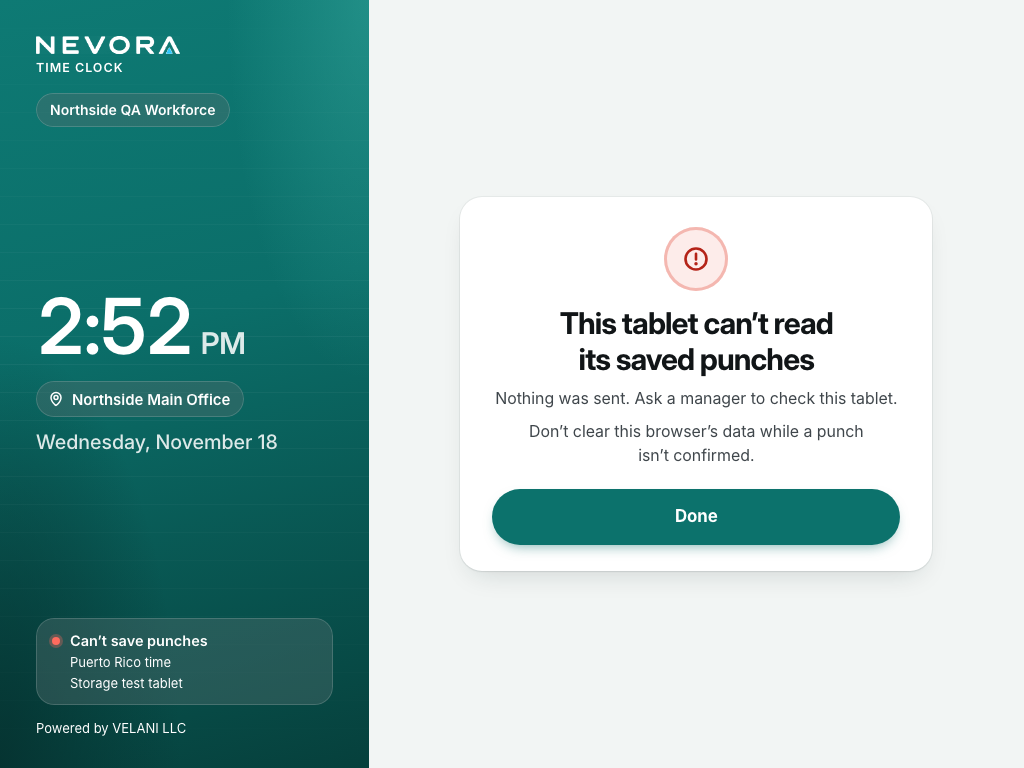 NEVORA
TIME CLOCK
Northside QA Workforce
2:52 PM
Northside Main Office
Wednesday, November 18
Can’t save punches
Puerto Rico time
Storage test tablet
Powered by VELANI LLC
This tablet can’t read
its saved punches
Nothing was sent. Ask a manager to check this tablet.
Don’t clear this browser’s data while a punch
isn’t confirmed.
Done